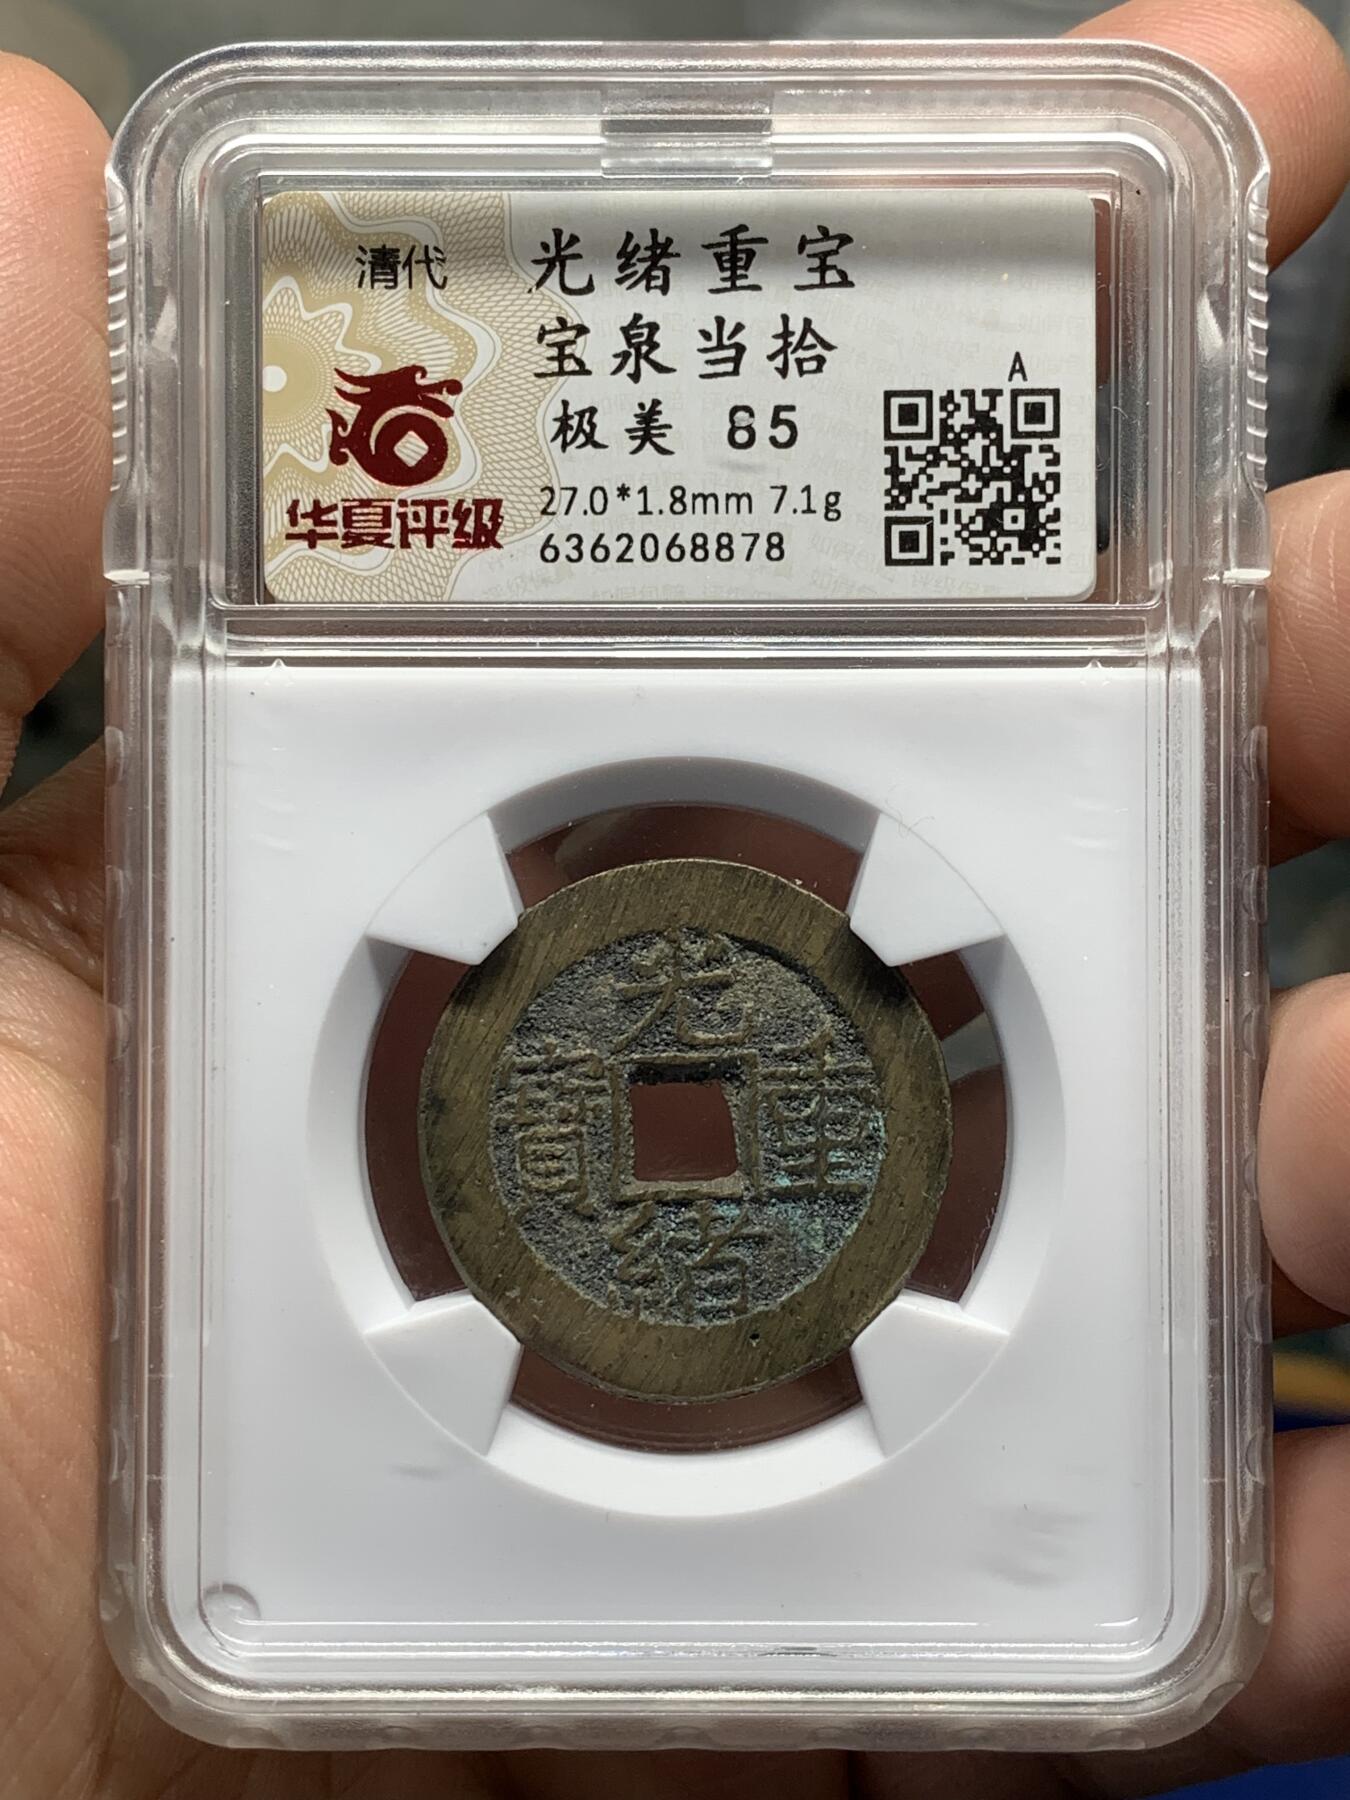 清代
光绪重宝
宝泉当拾
极美 85
27.0*1.8mm 7.1g
6362068878
A
华夏评级
光
重
寶
緒